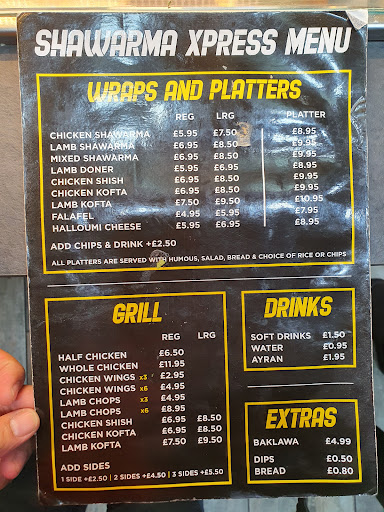 SHAWARMA XPRESS MENU
WRAPS AND PLATTERS
REG LRG PLATTER
CHICKEN SHAWARMA £5.95 £7.50 £8.95
LAMB SHAWARMA £6.95 £8.50 £9.95
MIXED SHAWARMA £6.95 £8.50 £9.95
LAMB DONER £5.95 £6.95 £8.95
CHICKEN SHISH £6.95 £8.50 £9.95
CHICKEN KOFTA £6.95 £8.50 £9.95
LAMB KOFTA £7.50 £9.50 £10.95
FALAFEL £4.95 £5.95 £7.95
HALLOUMI CHEESE £5.95 £6.95 £8.95
ADD CHIPS & DRINK +£2.50
ALL PLATTERS ARE SERVED WITH HUMOUS, SALAD, BREAD & CHOICE OF RICE OR CHIPS
GRILL
REG LRG
HALF CHICKEN £6.50
WHOLE CHICKEN £11.95
CHICKEN WINGS x3 £2.95
CHICKEN WINGS x6 £4.95
LAMB CHOPS x3 £4.95
LAMB CHOPS x6 £8.95
CHICKEN SHISH £6.95 £8.50
CHICKEN KOFTA £6.95 £8.50
LAMB KOFTA £7.50 £9.50
ADD SIDES
1 SIDE +£2.50 | 2 SIDES +£4.50 | 3 SIDES +£5.50
DRINKS
SOFT DRINKS £1.50
WATER £0.95
AYRAN £1.95
EXTRAS
BAKLAWA £4.99
DIPS £0.50
BREAD £0.80